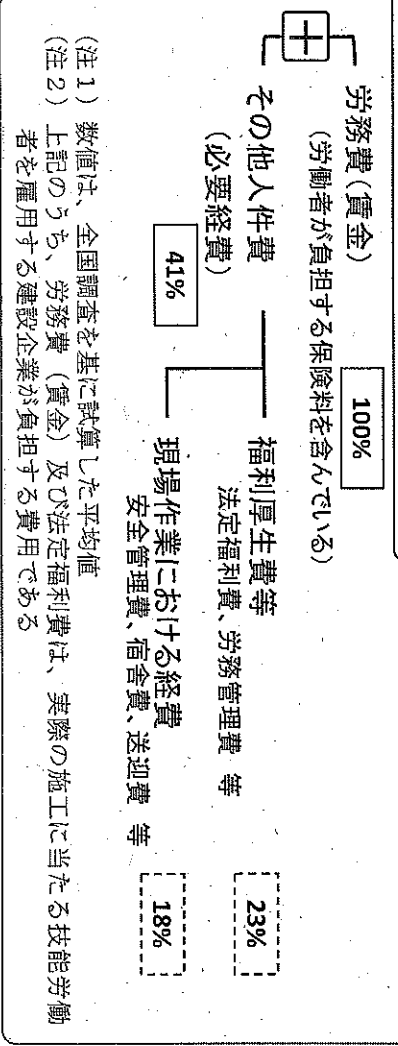 労務費(賃金) 100%
(労働者が負担する保険料を含んでいる)
+
その他人件費
(必要経費) 41%
福利厚生費等 23%
法定福利費、労務管理費 等
現場作業における経費 18%
安全管理費、宿舎費、送迎費 等
(注1) 数値は、全国調査を基に試算した平均値
(注2) 上記のうち、労務費(賃金)及び法定福利費は、実際の施工に当たる技能労働
者を雇用する建設企業が負担する費用である